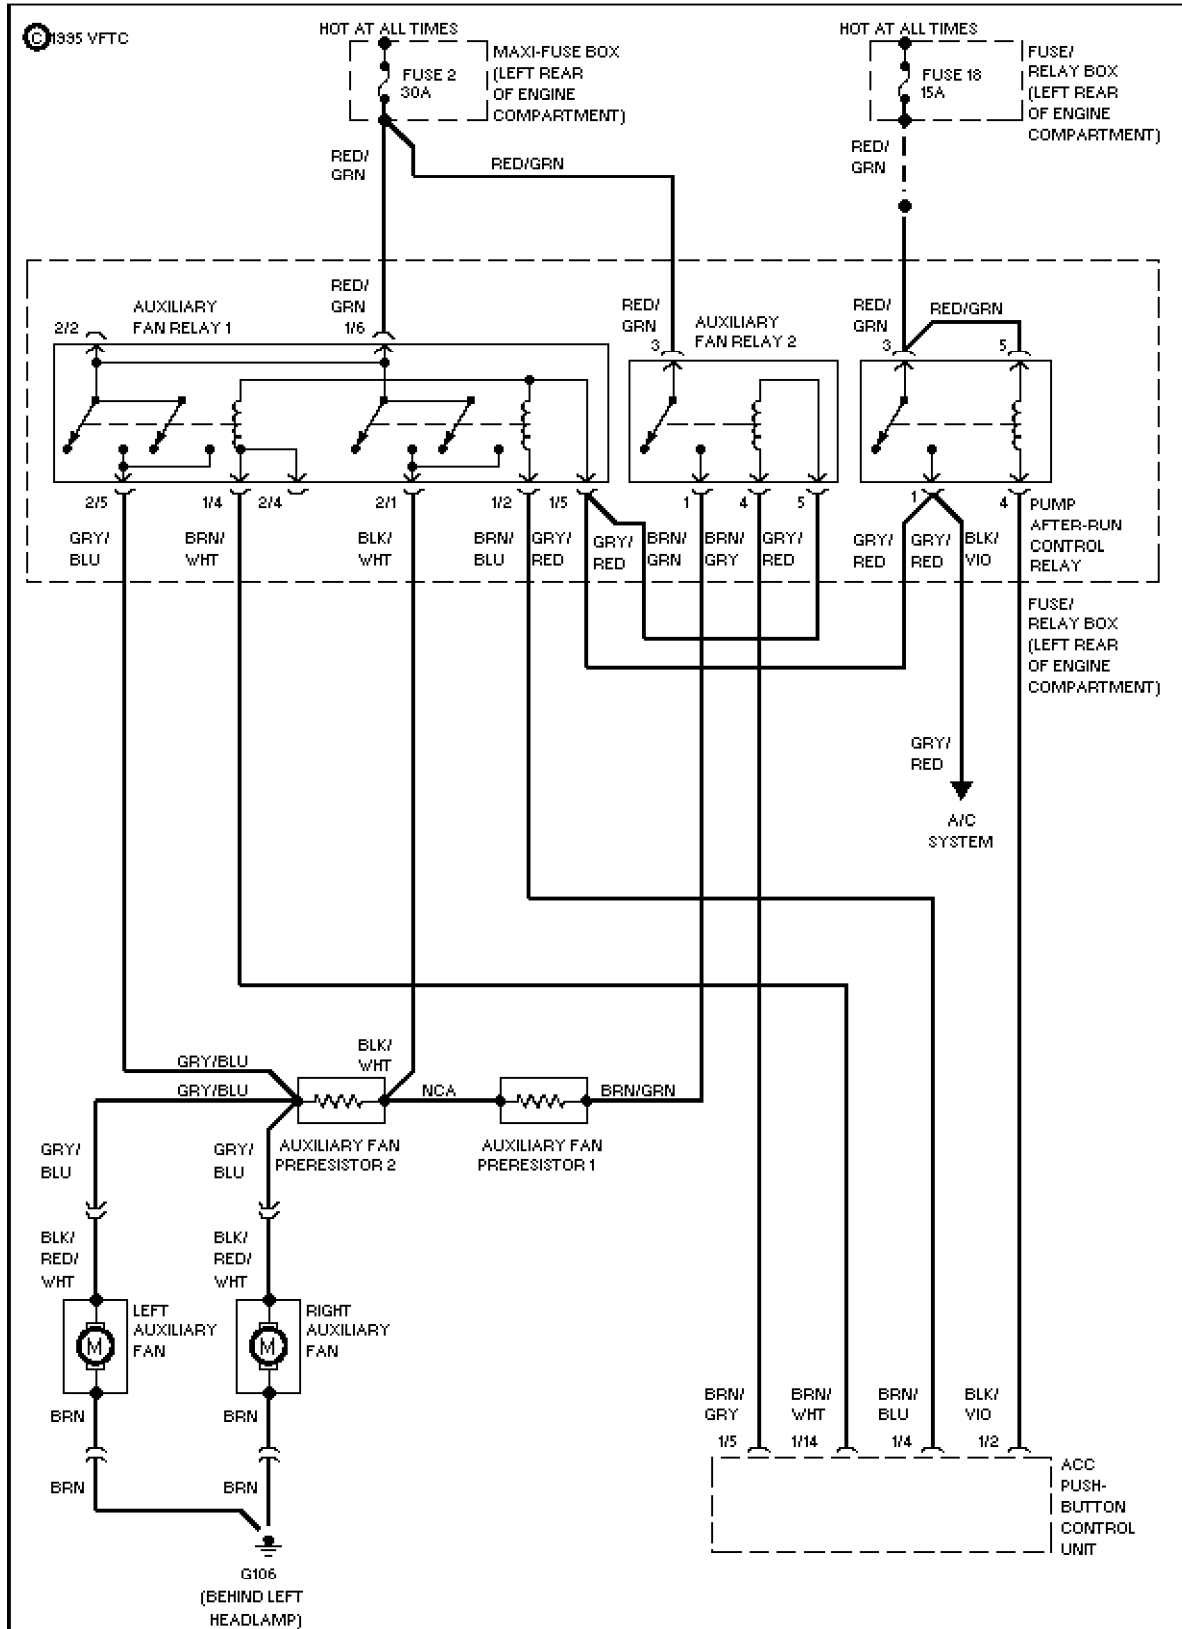 © 1995 VFTC
HOT AT ALL TIMES
HOT AT ALL TIMES
FUSE 2
30A
MAXI-FUSE BOX
(LEFT REAR
OF ENGINE
COMPARTMENT)
FUSE 18
15A
FUSE/
RELAY BOX
(LEFT REAR
OF ENGINE
COMPARTMENT)
RED/
GRN
RED/GRN
RED/
GRN
RED/
GRN
AUXILIARY
FAN RELAY 1
2/2
1/6
RED/
GRN
3
AUXILIARY
FAN RELAY 2
RED/
GRN
3
RED/GRN
5
2/5
1/4
2/4
2/1
1/2
1/5
1
4
5
1
4
PUMP
AFTER-RUN
CONTROL
RELAY
GRY/
BLU
BRN/
WHT
BLK/
WHT
BRN/
BLU
GRY/
RED
GRY/
RED
BRN/
GRN
BRN/
GRY
GRY/
RED
GRY/
RED
GRY/
RED
BLK/
VIO
FUSE/
RELAY BOX
(LEFT REAR
OF ENGINE
COMPARTMENT)
GRY/
RED
A/C
SYSTEM
GRY/BLU
BLK/
WHT
GRY/BLU
NCA
BRN/GRN
AUXILIARY FAN
PRERESISTOR 2
AUXILIARY FAN
PRERESISTOR 1
GRY/
BLU
GRY/
BLU
BLK/
RED/
WHT
BLK/
RED/
WHT
LEFT
AUXILIARY
FAN
M
RIGHT
AUXILIARY
FAN
M
BRN
BRN
BRN
BRN
G106
(BEHIND LEFT
HEADLAMP)
BRN/
GRY
BRN/
WHT
BRN/
BLU
BLK/
VIO
1/5
1/14
1/4
1/2
ACC
PUSH-
BUTTON
CONTROL
UNIT